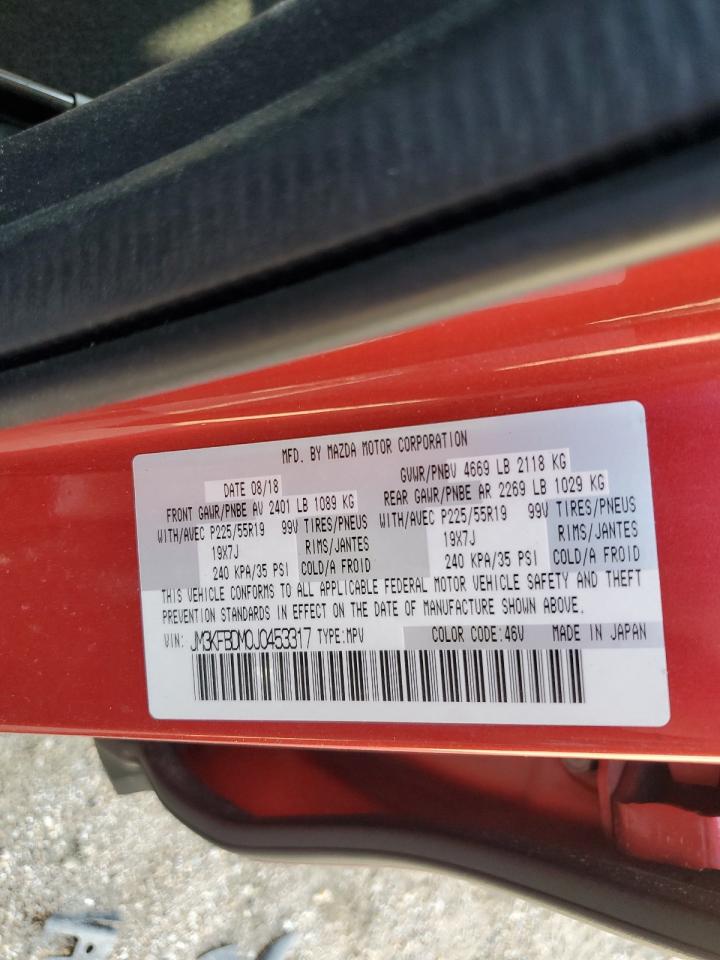 MFD. BY MAZDA MOTOR CORPORATION
DATE 08/18 GVWR/PNBV 4669 LB 2118 KG
FRONT GAWR/PNBE AV 2401 LB 1089 KG REAR GAWR/PNBE AR 2269 LB 1029 KG
WITH/AVEC P225/55R19 99V TIRES/PNEUS WITH/AVEC P225/55R19 99V TIRES/PNEUS
19X7J RIMS/JANTES 19X7J RIMS/JANTES
240 KPA/35 PSI COLD/A FROID 240 KPA/35 PSI COLD/A FROID
THIS VEHICLE CONFORMS TO ALL APPLICABLE FEDERAL MOTOR VEHICLE SAFETY AND THEFT
PREVENTION STANDARDS IN EFFECT ON THE DATE OF MANUFACTURE SHOWN ABOVE.
VIN: JM3KFBDM0J0453317 TYPE:MPV COLOR CODE:46V MADE IN JAPAN